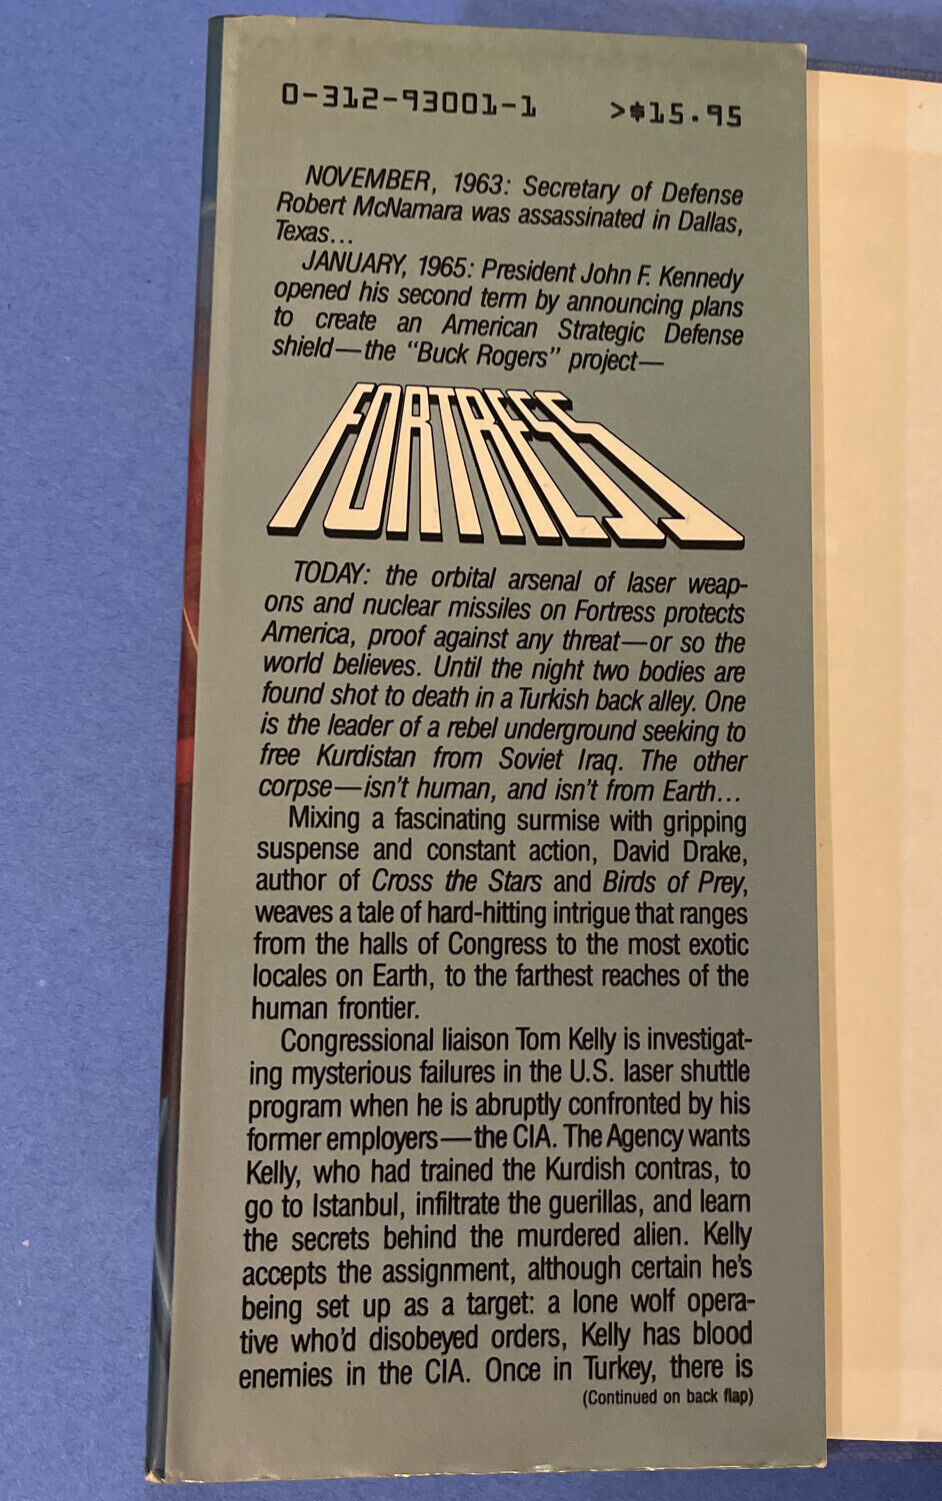 0-312-93001-1 >$15.95
NOVEMBER, 1963: Secretary of Defense
Robert McNamara was assassinated in Dallas,
Texas...
JANUARY, 1965: President John F. Kennedy
opened his second term by announcing plans
to create an American Strategic Defense
shield—the "Buck Rogers" project—
FORTRESS
TODAY: the orbital arsenal of laser weap-
ons and nuclear missiles on Fortress protects
America, proof against any threat—or so the
world believes. Until the night two bodies are
found shot to death in a Turkish back alley. One
is the leader of a rebel underground seeking to
free Kurdistan from Soviet Iraq. The other
corpse—isn't human, and isn't from Earth...
Mixing a fascinating surmise with gripping
suspense and constant action, David Drake,
author of Cross the Stars and Birds of Prey,
weaves a tale of hard-hitting intrigue that ranges
from the halls of Congress to the most exotic
locales on Earth, to the farthest reaches of the
human frontier.
Congressional liaison Tom Kelly is investigat-
ing mysterious failures in the U.S. laser shuttle
program when he is abruptly confronted by his
former employers—the CIA. The Agency wants
Kelly, who had trained the Kurdish contras, to
go to Istanbul, infiltrate the guerillas, and learn
the secrets behind the murdered alien. Kelly
accepts the assignment, although certain he's
being set up as a target: a lone wolf opera-
tive who'd disobeyed orders, Kelly has blood
enemies in the CIA. Once in Turkey, there is
(Continued on back flap)